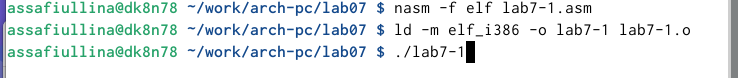 assafiullina@dk8n78 ~/work/arch-pc/lab07 $ nasm -f elf lab7-1.asm
assafiullina@dk8n78 ~/work/arch-pc/lab07 $ ld -m elf_i386 -o lab7-1 lab7-1.o
assafiullina@dk8n78 ~/work/arch-pc/lab07 $ ./lab7-1